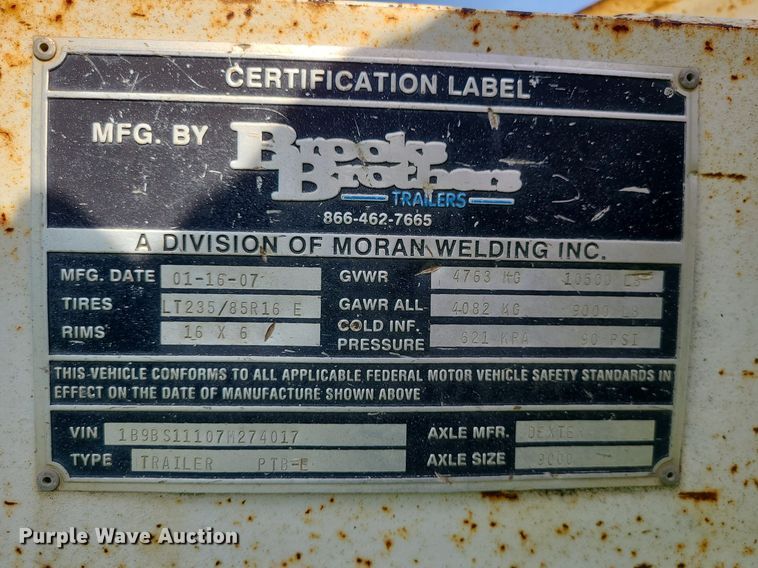 CERTIFICATION LABEL
MFG. BY Brooks Brothers
TRAILERS
866-462-7665
A DIVISION OF MORAN WELDING INC.
MFG. DATE 01-16-07 GVWR 4763 KG 10500 LB
TIRES LT235/85R16 E GAWR ALL 4082 KG 9000 LB
RIMS 16 X 6 COLD INF. PRESSURE 621 KPA 90 PSI
THIS VEHICLE CONFORMS TO ALL APPLICABLE FEDERAL MOTOR VEHICLE SAFETY STANDARDS IN
EFFECT ON THE DATE OF MANUFACTURE SHOWN ABOVE
VIN 1B9BS11107M274017 AXLE MFR. DEXTE
TYPE TRAILER PTB-E AXLE SIZE 9000
Purple Wave Auction